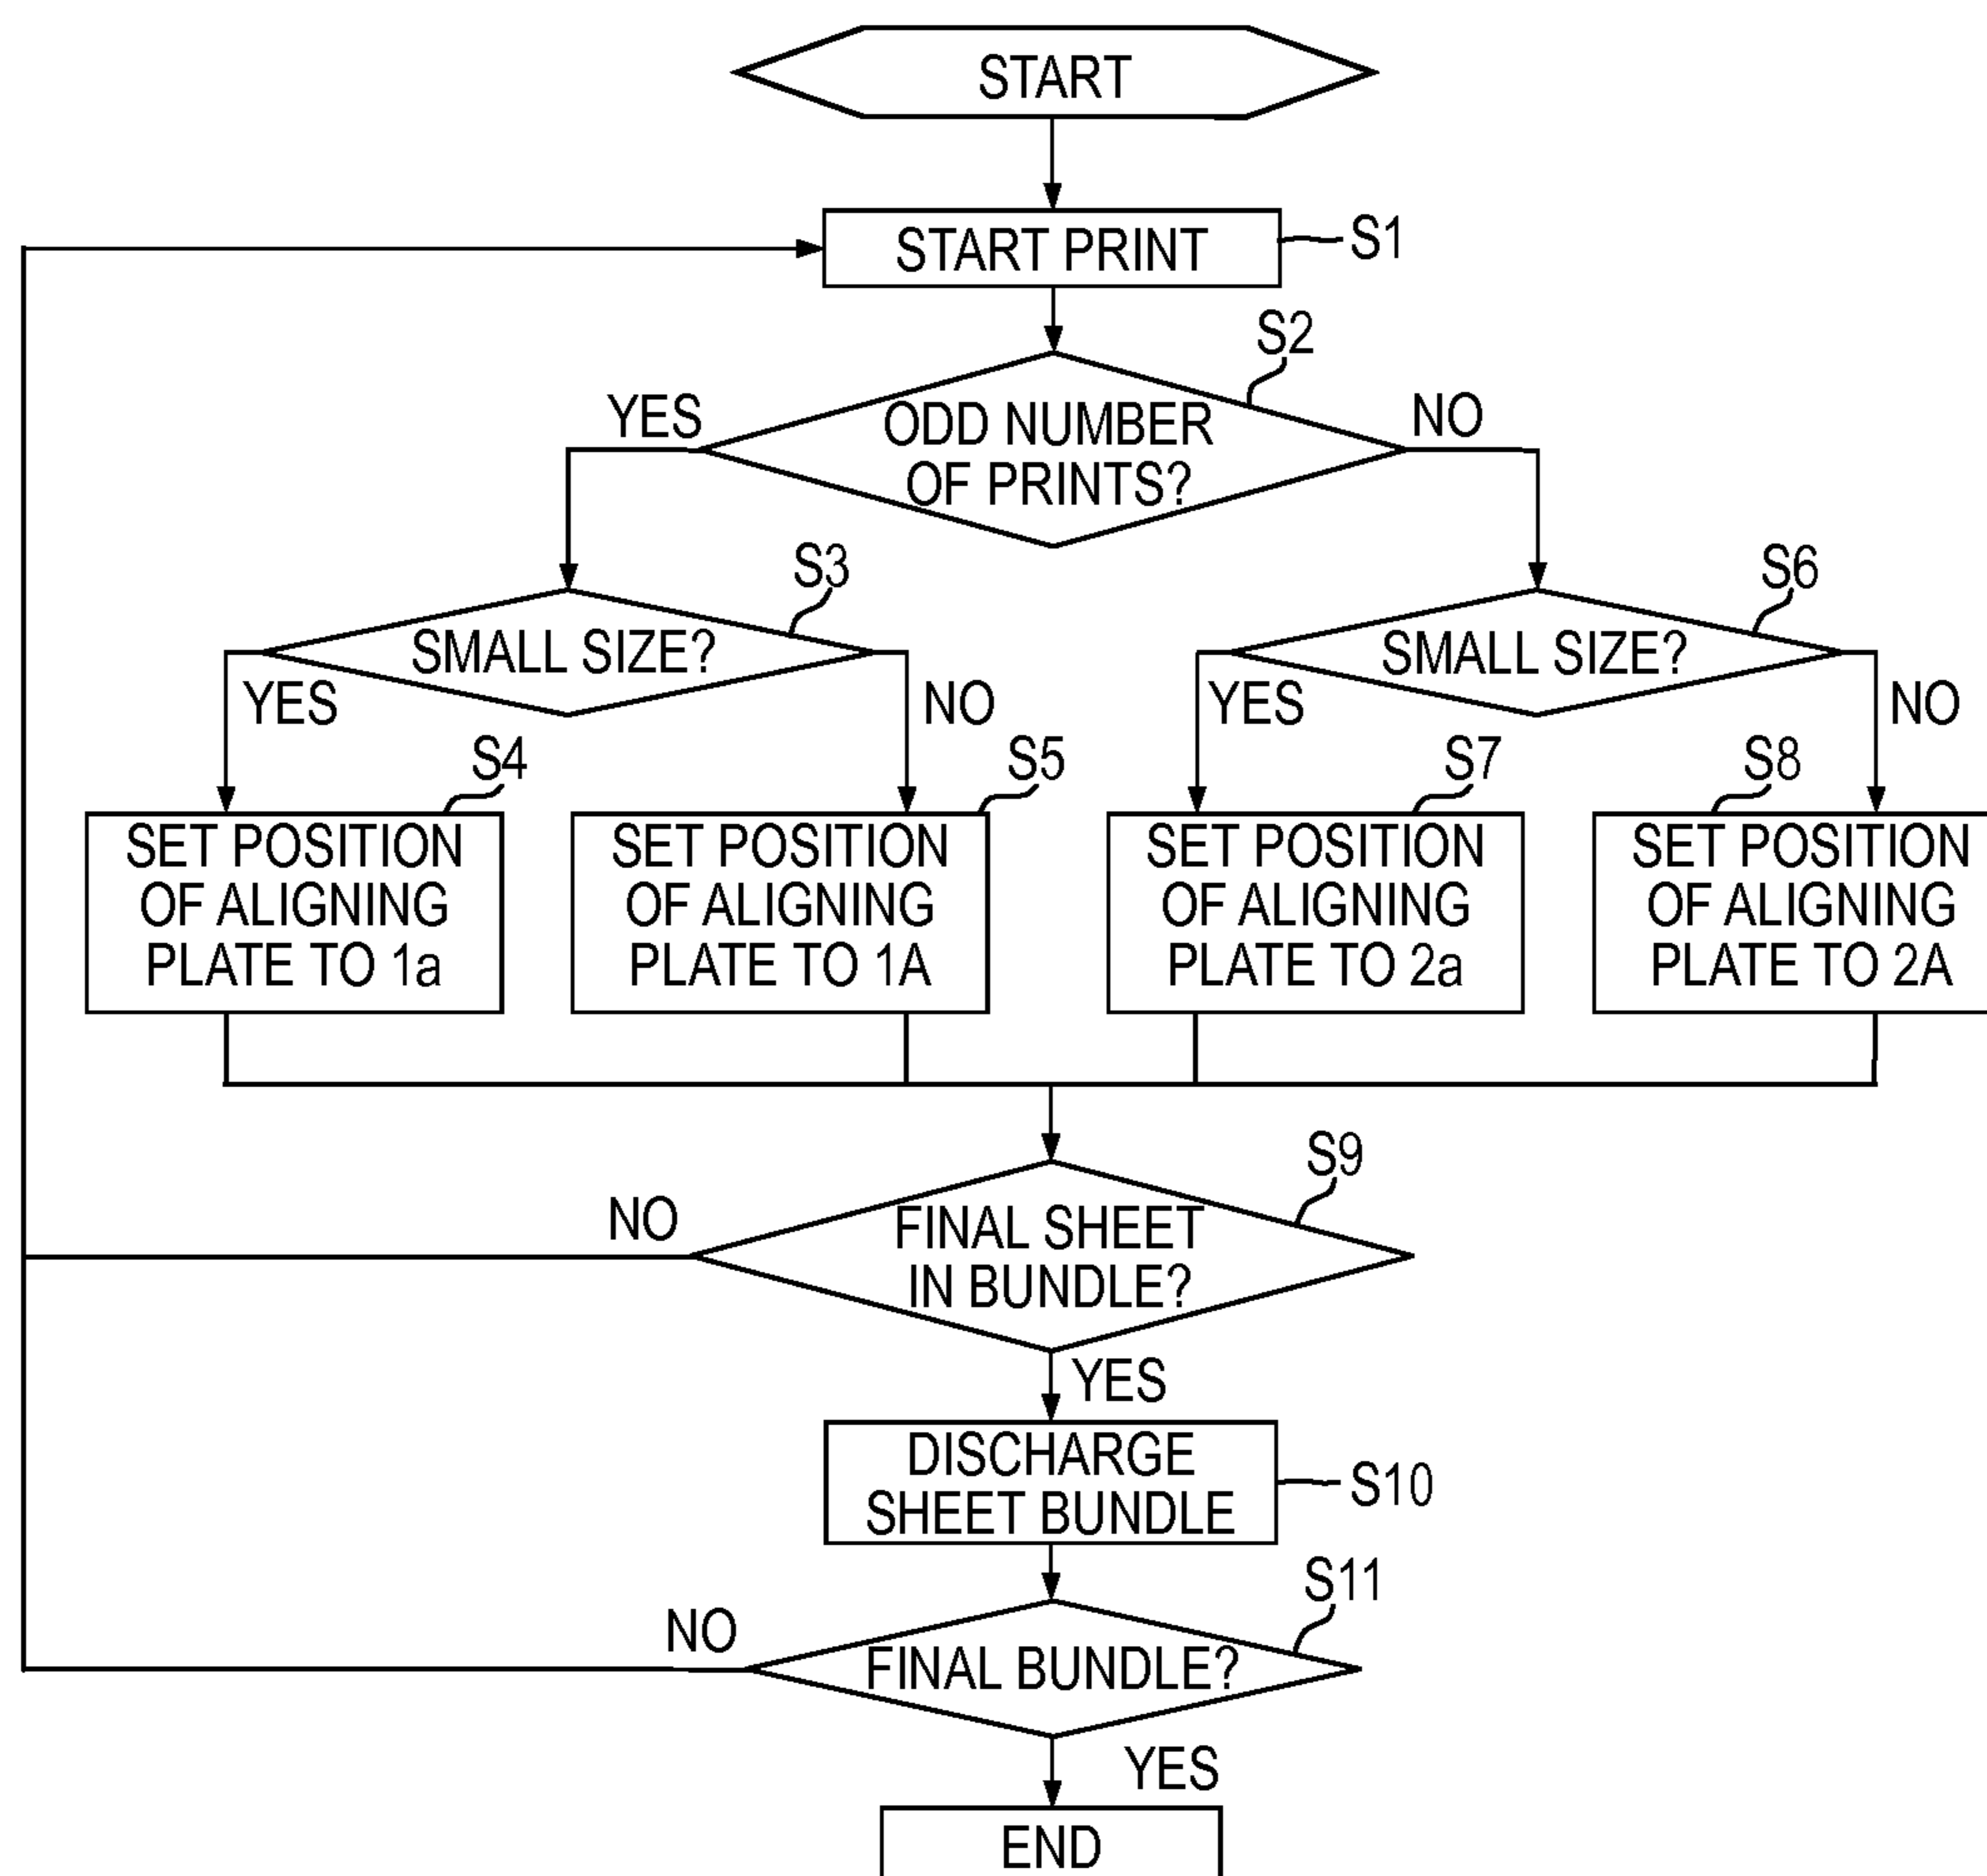 START
START PRINT
S1
S2
YES
ODD NUMBER
OF PRINTS?
NO
S3
SMALL SIZE?
YES
NO
S6
SMALL SIZE?
YES
NO
S4
SET POSITION
OF ALIGNING
PLATE TO 1a
S5
SET POSITION
OF ALIGNING
PLATE TO 1A
S7
SET POSITION
OF ALIGNING
PLATE TO 2a
S8
SET POSITION
OF ALIGNING
PLATE TO 2A
S9
NO
FINAL SHEET
IN BUNDLE?
YES
DISCHARGE
SHEET BUNDLE
S10
S11
NO
FINAL BUNDLE?
YES
END